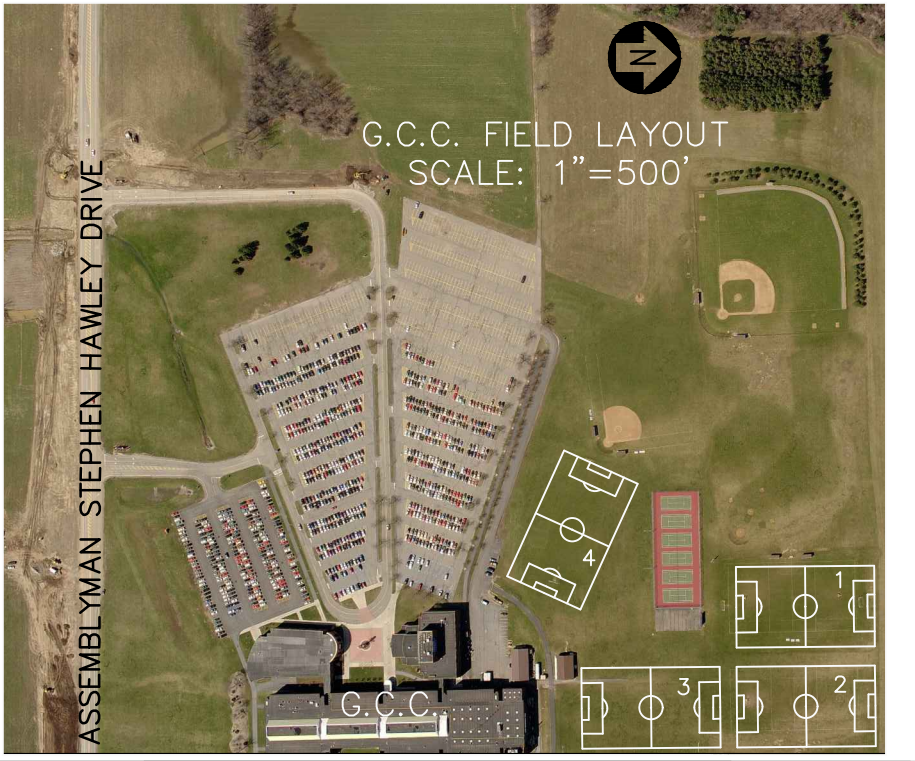 N
G.C.C. FIELD LAYOUT
SCALE: 1"=500'
ASSEMBLYMAN STEPHEN HAWLEY DRIVE
4
1
3
2
G.C.C.